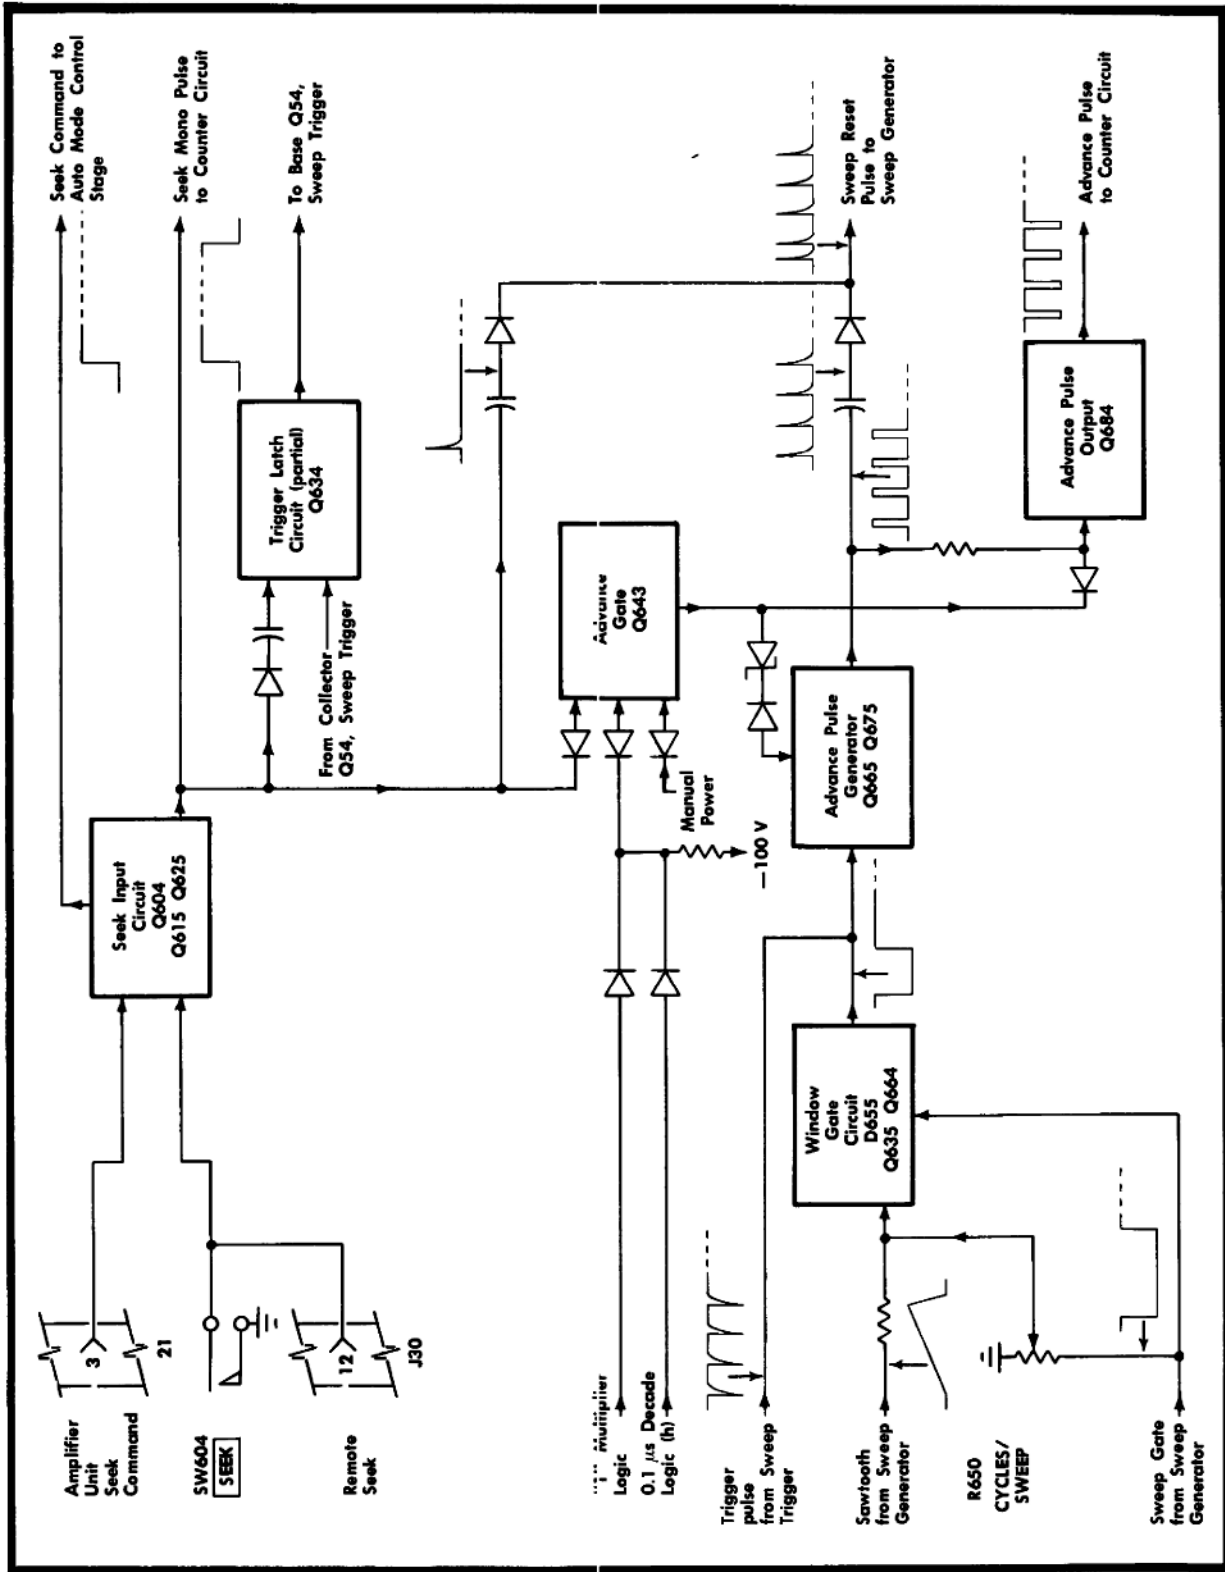 Amplifier
Unit
Seek
Command
3
21
SW604
SEEK
Remote
Seek
12
J30
Seek Input
Circuit
Q604
Q615 Q625
Seek Command to
Auto Mode Control
Stage
Seek Mono Pulse
to Counter Circuit
Trigger Latch
Circuit (partial)
Q634
From Collector
Q54, Sweep Trigger
To Base Q54,
Sweep Trigger
Multiplier
Logic
0.1 μs Decade
Logic (h)
Manual
Power
—100 V
Advance
Gate
Q643
Trigger
pulse
from Sweep
Trigger
Sawtooth
from Sweep
Generator
R650
CYCLES/
SWEEP
Sweep Gate
from Sweep
Generator
Window
Gate
Circuit
D655
Q635 Q664
Advance Pulse
Generator
Q665 Q675
Sweep Reset
Pulse to
Sweep Generator
Advance Pulse
Output
Q684
Advance Pulse
to Counter Circuit